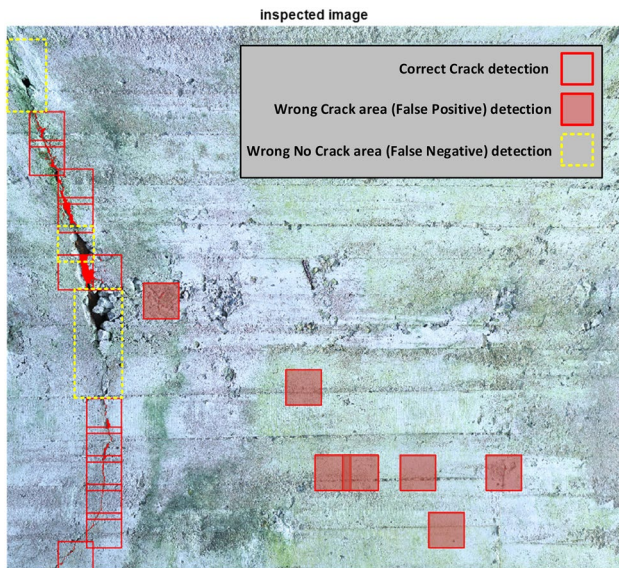 inspected image
Correct Crack detection
Wrong Crack area (False Positive) detection
Wrong No Crack area (False Negative) detection